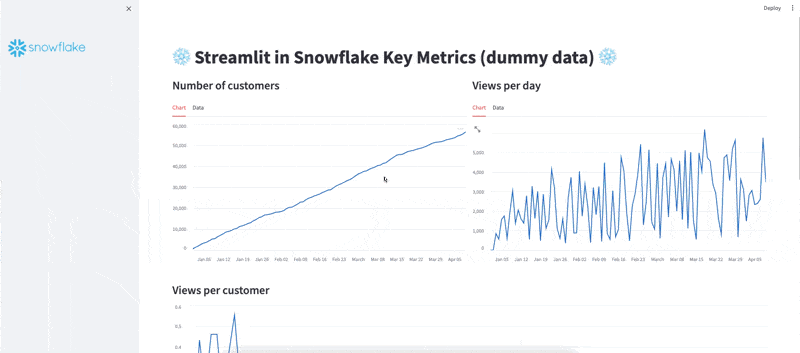 Deploy
snowflake
Streamlit in Snowflake Key Metrics (dummy data)
Number of customers
Chart Data
60,000
50,000
40,000
30,000
20,000
0
Jan 05 Jan 12 Jan 19 Jan 26 Feb 02 Feb 09 Feb 16 Feb 23 March Mar 08 Mar 15 Mar 22 Mar 29 Apr 05
Views per day
Chart Data
5,000
4,000
3,000
2,000
1,000
0
Jan 05 Jan 12 Jan 19 Jan 26 Feb 02 Feb 09 Feb 16 Feb 23 March Mar 08 Mar 15 Mar 22 Mar 29 Apr 05
Views per customer
0.6
0.5
0.4